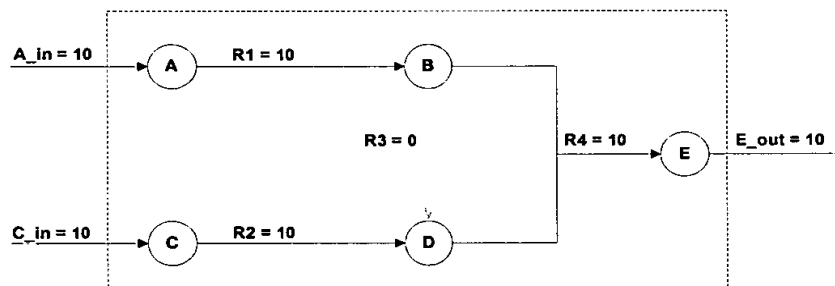 A_in = 10
A
R1 = 10
B
R3 = 0
R4 = 10
E
E_out = 10
C_in = 10
C
R2 = 10
D